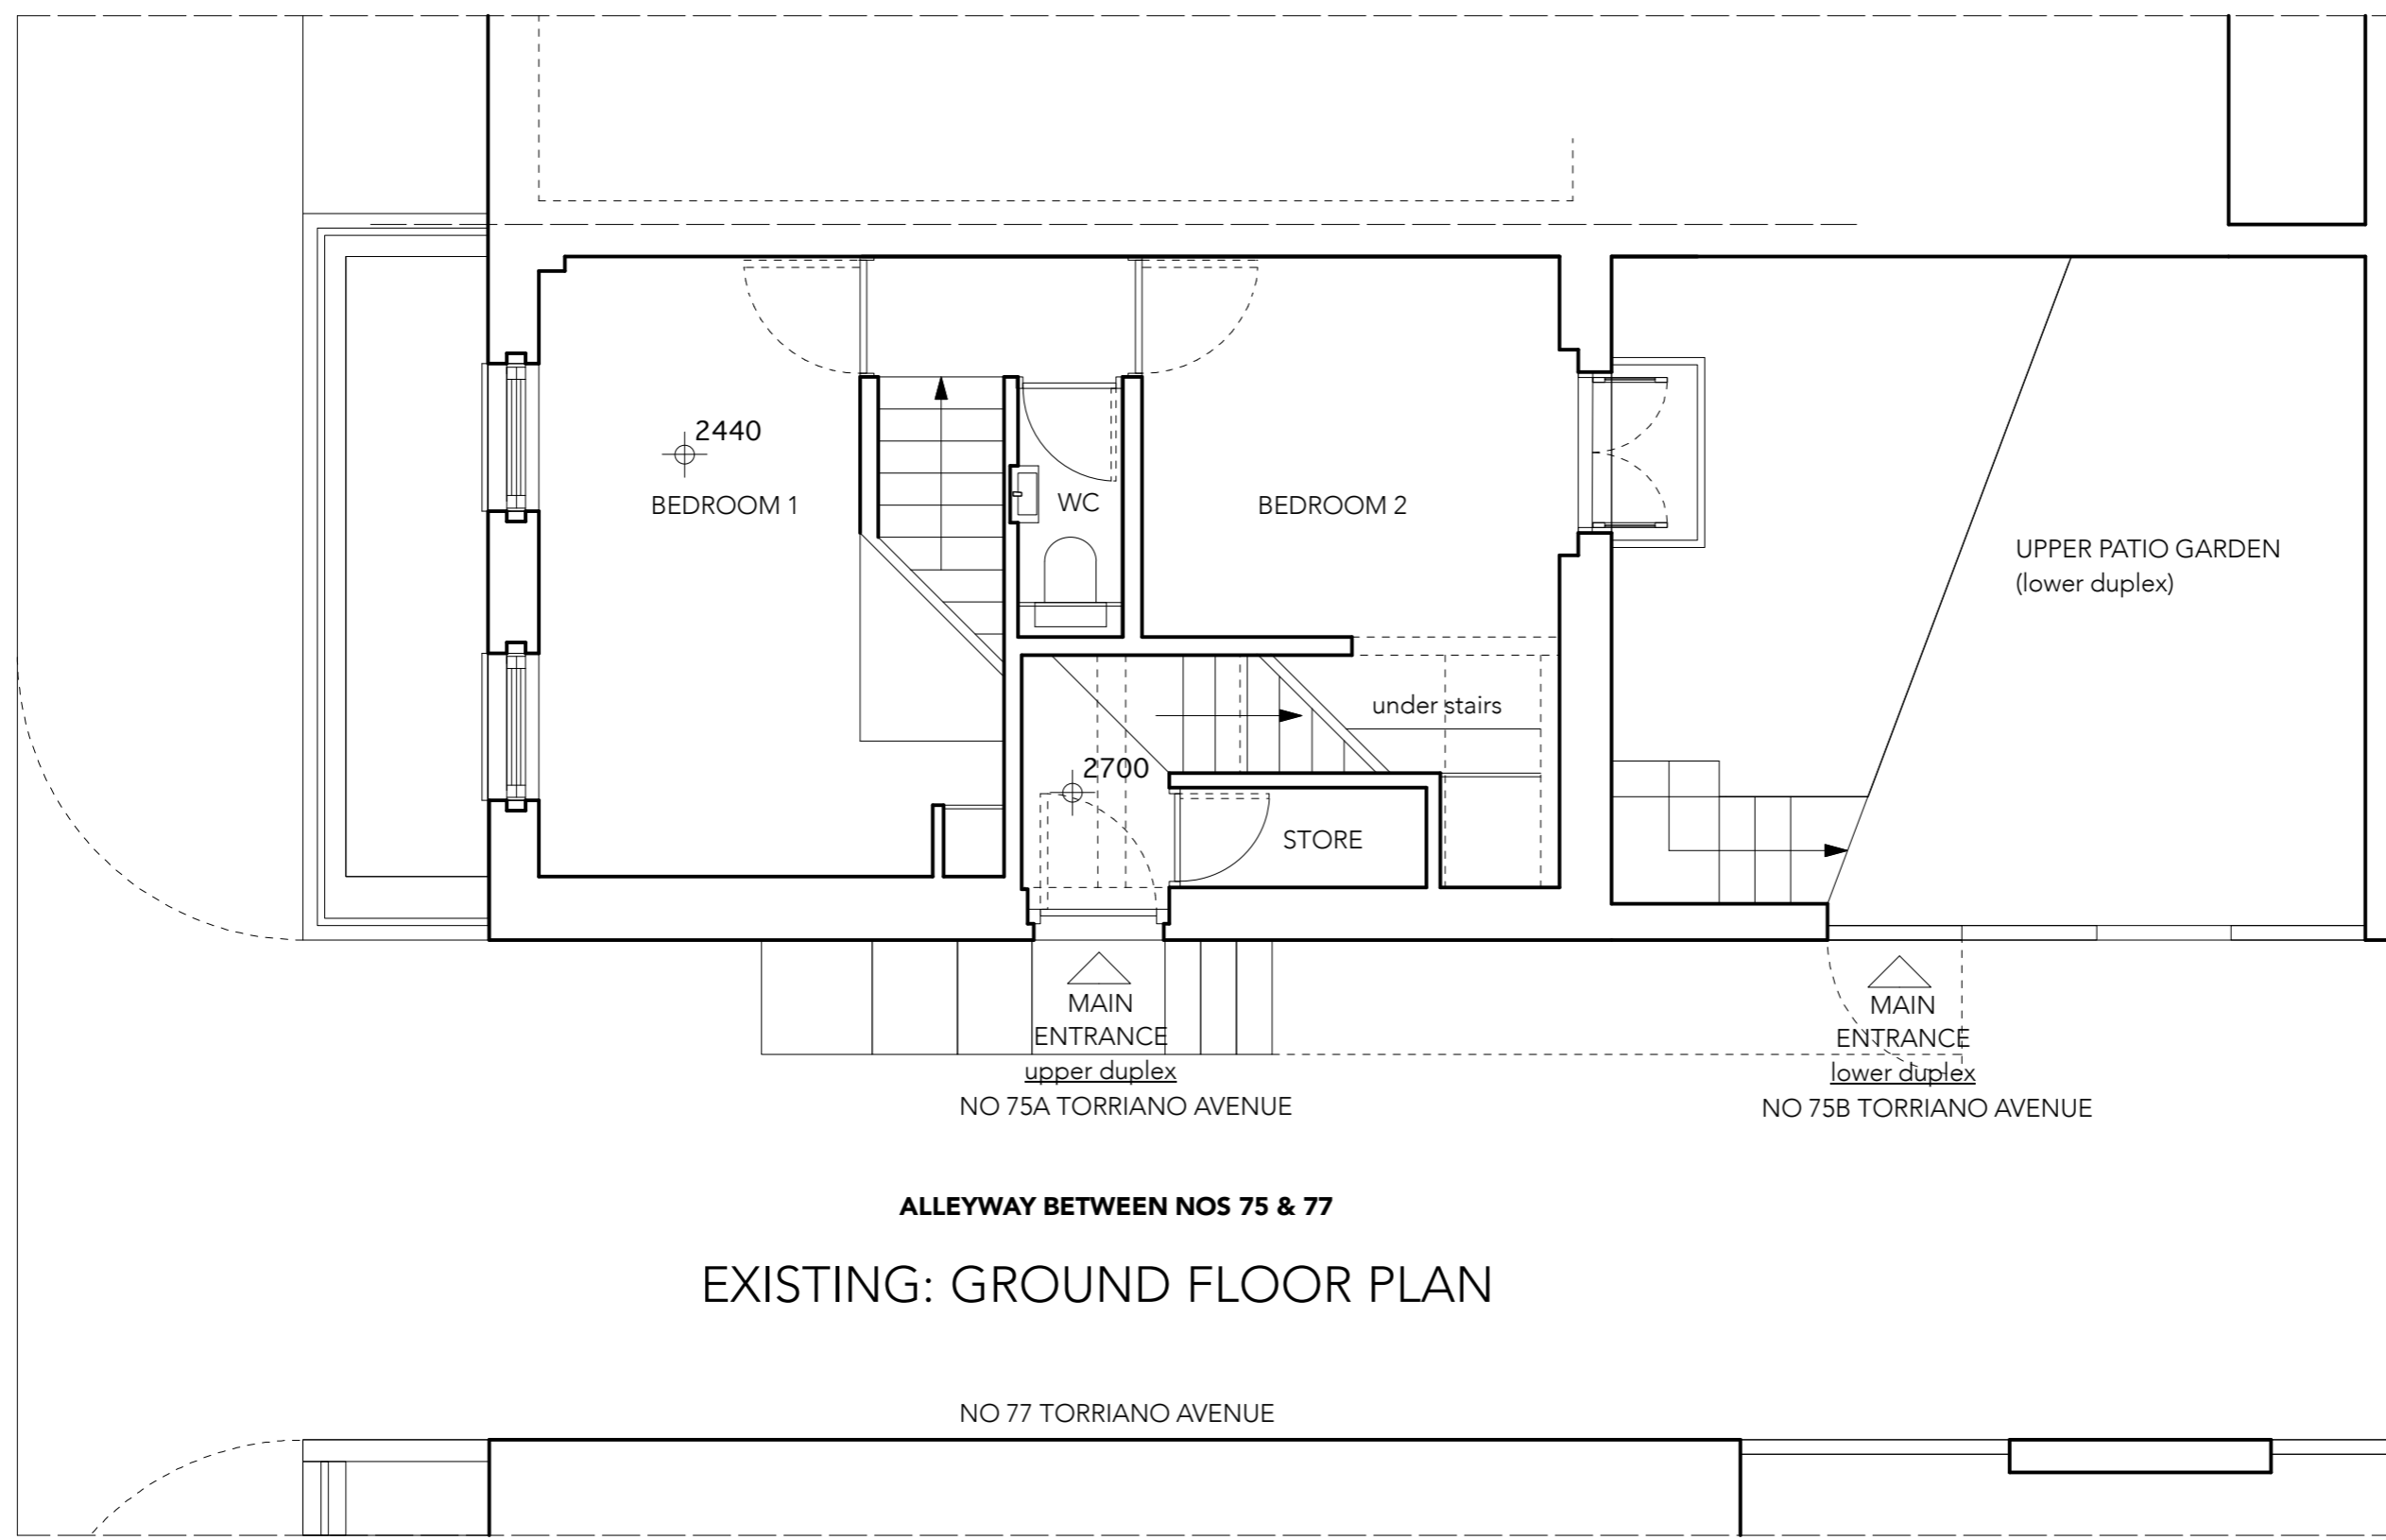 2440
BEDROOM 1
WC
BEDROOM 2
UPPER PATIO GARDEN
(lower duplex)
under stairs
2700
STORE
MAIN
ENTRANCE
upper duplex
NO 75A TORRIANO AVENUE
MAIN
ENTRANCE
lower duplex
NO 75B TORRIANO AVENUE
ALLEYWAY BETWEEN NOS 75 & 77
EXISTING: GROUND FLOOR PLAN
NO 77 TORRIANO AVENUE